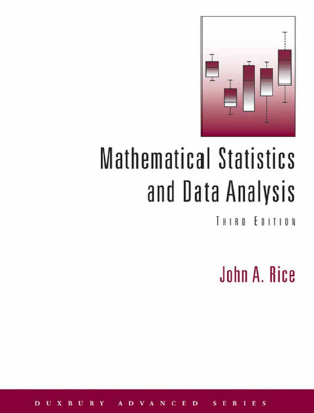 Mathematical Statistics
and Data Analysis
THIRD EDITION
John A. Rice
DUXBURY ADVANCED SERIES